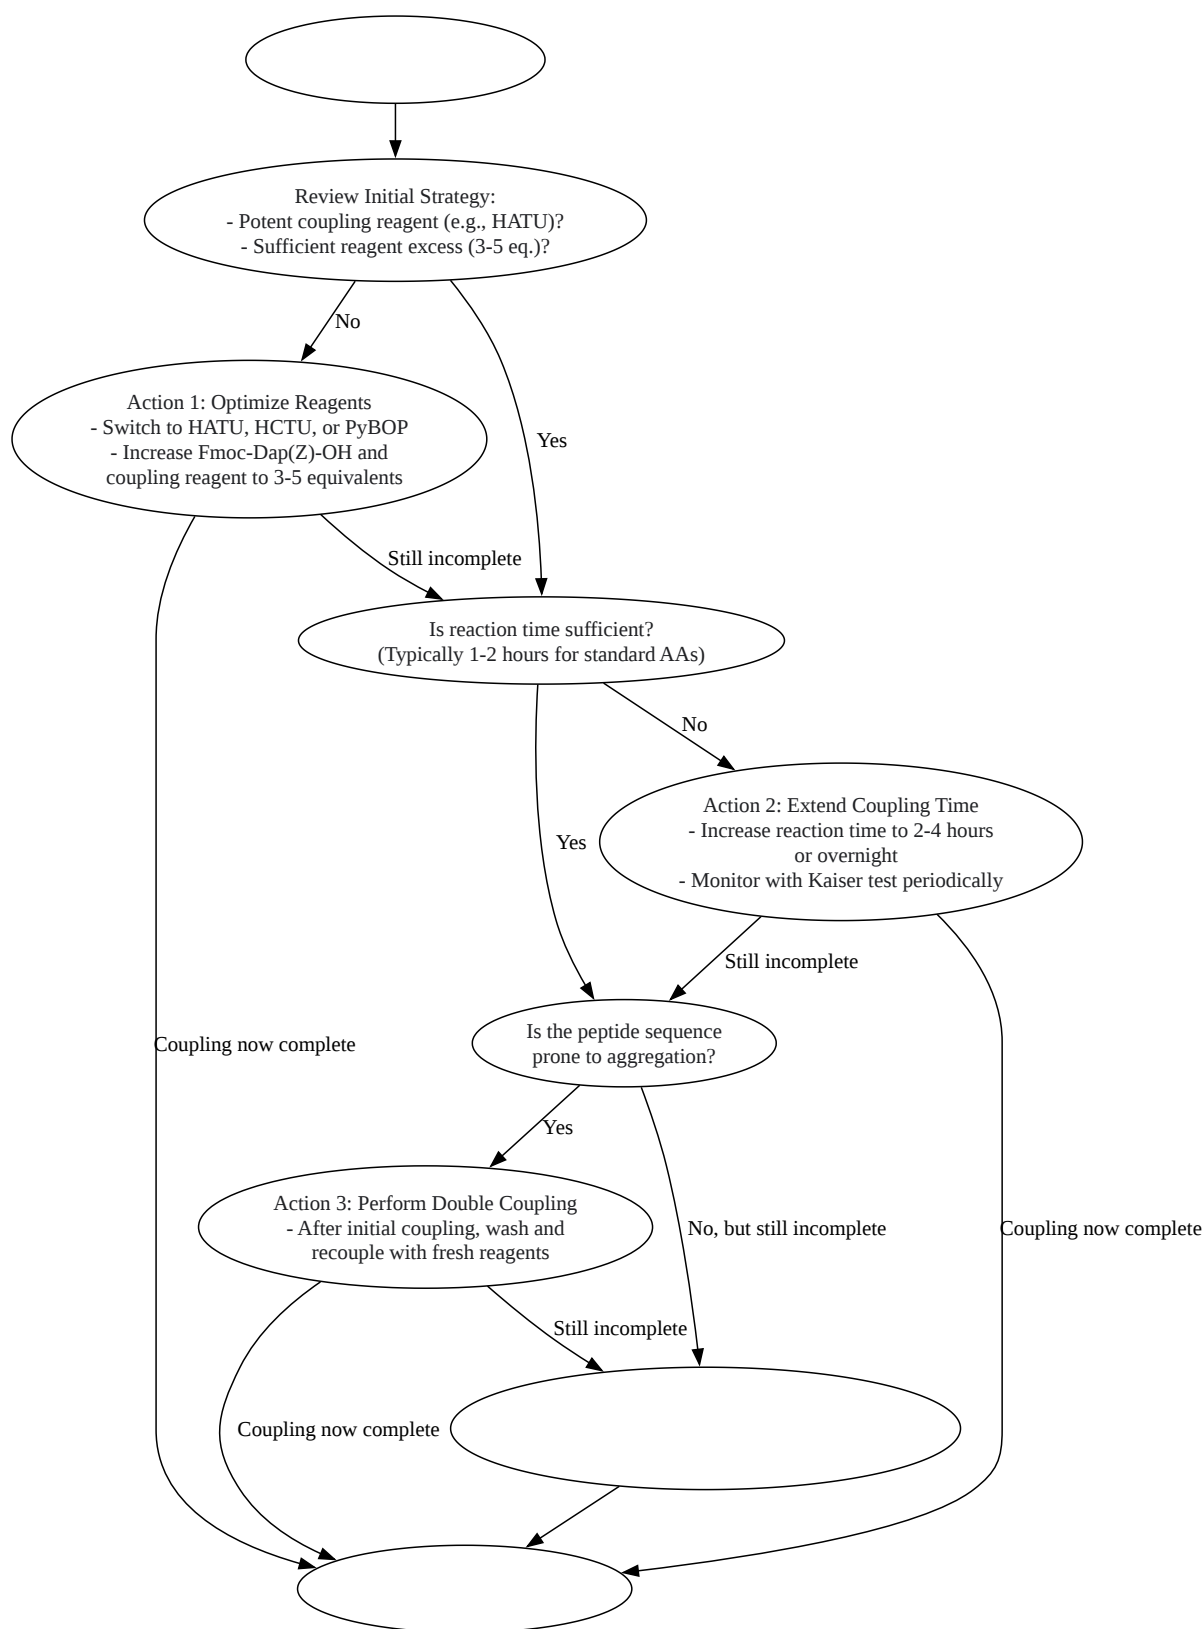 Review Initial Strategy:
- Potent coupling reagent (e.g., HATU)?
- Sufficient reagent excess (3-5 eq.)?
No
Action 1: Optimize Reagents
- Switch to HATU, HCTU, or PyBOP
- Increase Fmoc-Dap(Z)-OH and
coupling reagent to 3-5 equivalents
Yes
Still incomplete
Is reaction time sufficient?
(Typically 1-2 hours for standard AAs)
No
Action 2: Extend Coupling Time
- Increase reaction time to 2-4 hours
or overnight
- Monitor with Kaiser test periodically
Yes
Still incomplete
Is the peptide sequence
prone to aggregation?
Coupling now complete
Yes
Action 3: Perform Double Coupling
- After initial coupling, wash and
recouple with fresh reagents
No, but still incomplete
Coupling now complete
Still incomplete
Coupling now complete